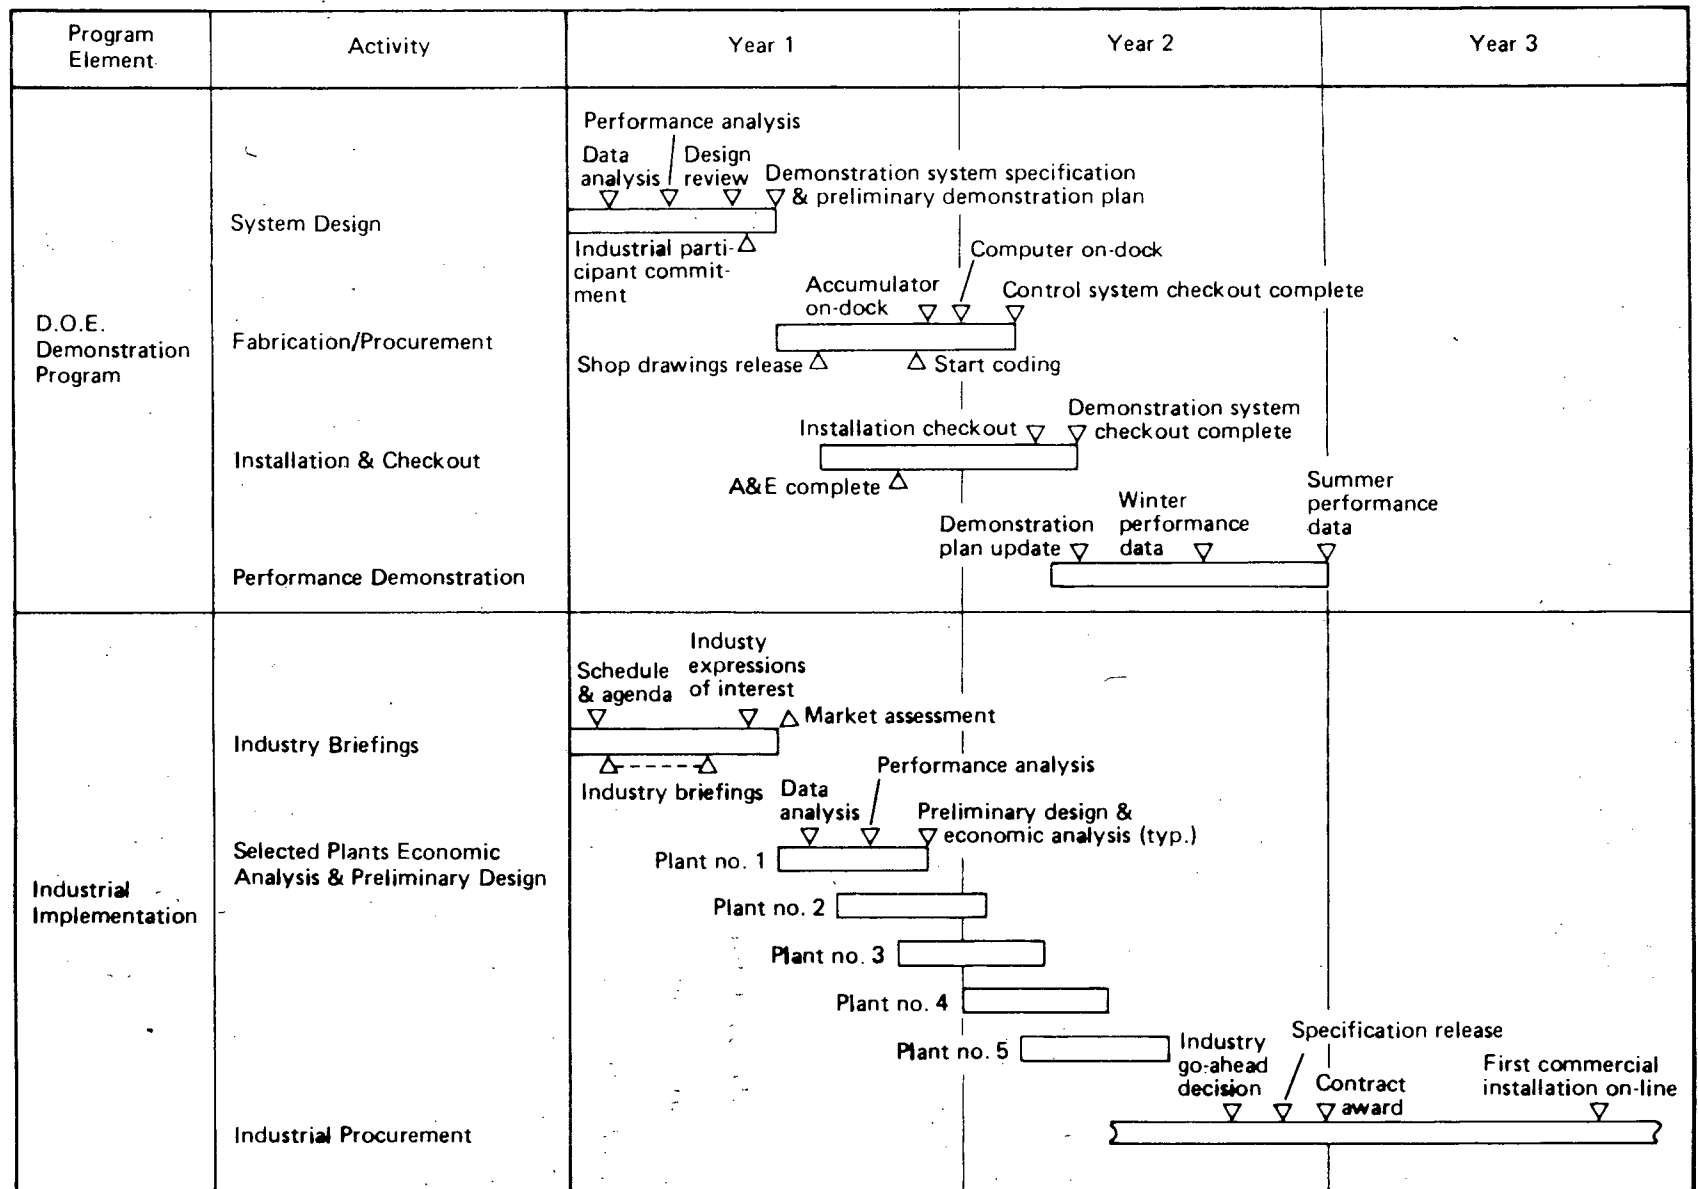 Program
Element
Activity
Year 1
Year 2
Year 3
D.O.E.
Demonstration
Program
System Design
Performance analysis
Data
analysis
Design
review
Demonstration system specification
& preliminary demonstration plan
Industrial parti-
cipant commit-
ment
Fabrication/Procurement
Accumulator
on-dock
Computer on-dock
Control system checkout complete
Shop drawings release
Start coding
Installation & Checkout
Installation checkout
Demonstration system
checkout complete
A&E complete
Performance Demonstration
Demonstration
plan update
Winter
performance
data
Summer
performance
data
Industrial
Implementation
Industry Briefings
Schedule
& agenda
Industy
expressions
of interest
Market assessment
Industry briefings
Selected Plants Economic
Analysis & Preliminary Design
Data
analysis
Performance analysis
Preliminary design &
economic analysis (typ.)
Plant no. 1
Plant no. 2
Plant no. 3
Plant no. 4
Plant no. 5
Industrial Procurement
Industry
go-ahead
decision
Specification release
Contract
award
First commercial
installation on-line